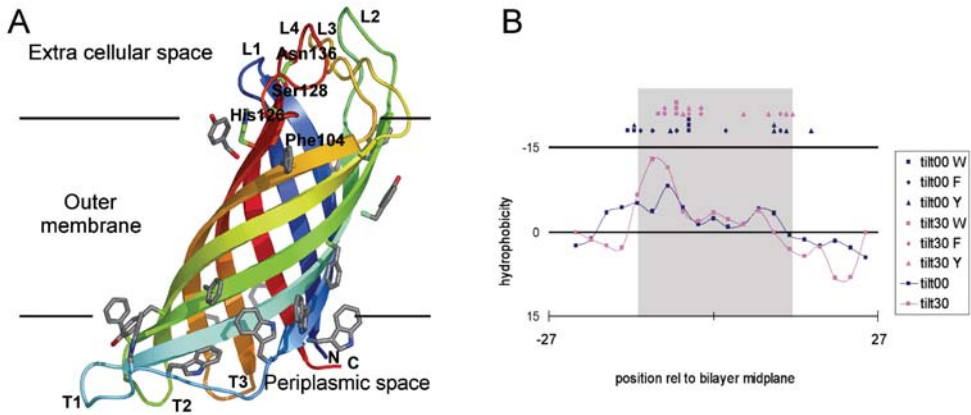 A
L1
L4
L3
L2
Extra cellular space
Asn136
Ser128
His126
Phe104
Outer
membrane
N
C
T1
T2
T3
Periplasmic space
B
-15
0
15
hydrophobicity
-27
27
position rel to bilayer midplane
tilt00 W
tilt00 F
tilt00 Y
tilt30 W
tilt30 F
tilt30 Y
tilt00
tilt30